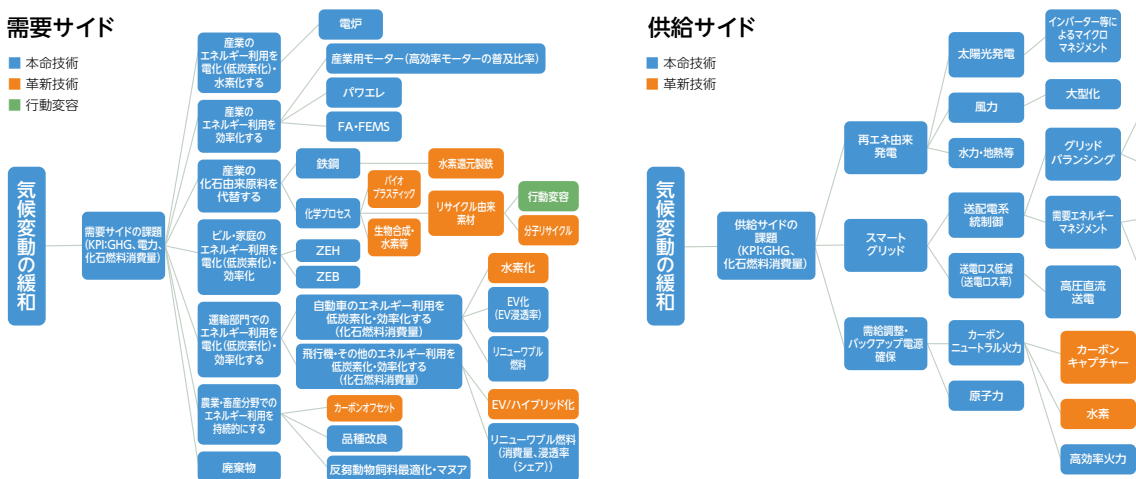 需要サイド
本命技術
革新技術
行動変容
気候変動の緩和
需要サイドの課題
(KPI:GHG、電力、
化石燃料消費量)
産業の
エネルギー利用を
電化(低炭素化)・
水素化する
電炉
産業の
エネルギー利用を
効率化する
産業用モーター(高効率モーターの普及比率)
パワエレ
FA・FEMS
産業の
化石由来原料を
代替する
鉄鋼
水素還元製鉄
化学プロセス
バイオ
プラスティック
生物合成・
水素等
リサイクル由来
素材
行動変容
分子リサイクル
ビル・家庭の
エネルギー利用を
電化(低炭素化)・
効率化
ZEH
ZEB
運輸部門での
エネルギー利用を
電化(低炭素化)・
効率化する
自動車のエネルギー利用を
低炭素化・効率化する
(化石燃料消費量)
水素化
EV化
(EV浸透率)
リニューワブル
燃料
飛行機・その他のエネルギー利用を
低炭素化・効率化する
(化石燃料消費量)
EV/ハイブリッド化
リニューワブル燃料
(消費量、浸透率
(シェア))
農業・畜産分野での
エネルギー利用を
持続的にする
カーボンオフセット
品種改良
反芻動物飼料最適化・マヌア
廃棄物
供給サイド
本命技術
革新技術
気候変動の緩和
供給サイドの
課題
(KPI:GHG、
化石燃料消費量)
再エネ由来
発電
太陽光発電
インバーター等に
よるマイクロ
マネジメント
風力
大型化
水力・地熱等
スマート
グリッド
送配電系
統制御
グリッド
バランシング
需要エネルギー
マネジメント
送電ロス低減
(送電ロス率)
高圧直流
送電
需給調整・
バックアップ電源
確保
カーボン
ニュートラル火力
カーボン
キャプチャー
水素
高効率火力
原子力